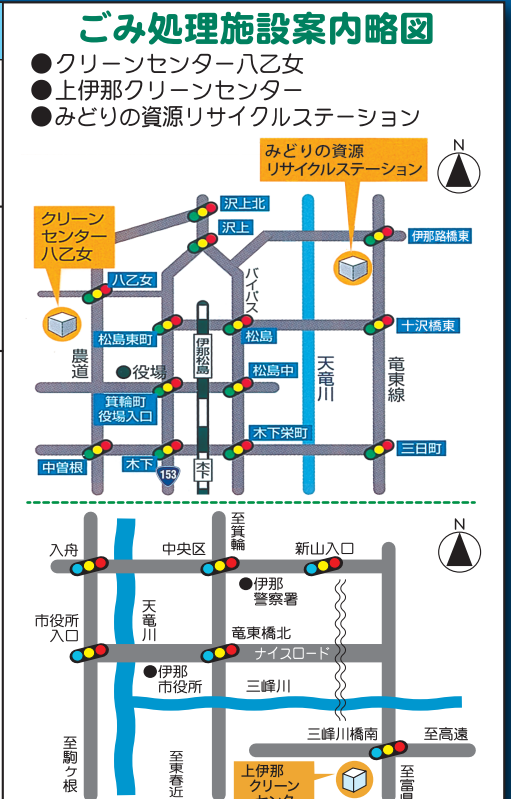 ごみ処理施設案内略図
●クリーンセンター八乙女
●上伊那クリーンセンター
●みどりの資源リサイクルステーション
みどりの資源
リサイクルステーション
N
沢上北
沢上
伊那路橋東
クリーン
センター
八乙女
八乙女
バイパス
松島東町
松島
十沢橋東
伊那松島
農道
役場
松島中
天竜川
竜東線
箕輪町
役場入口
木下栄町
中曽根
木下
153
木下
三日町
至箕輪
N
入舟
中央区
新山入口
伊那
警察署
天竜川
市役所
入口
竜東橋北
ナイスロード
伊那
市役所
三峰川
三峰川橋南
至高遠
至駒ヶ根
至東春近
上伊那
クリーン
センタ
至富県